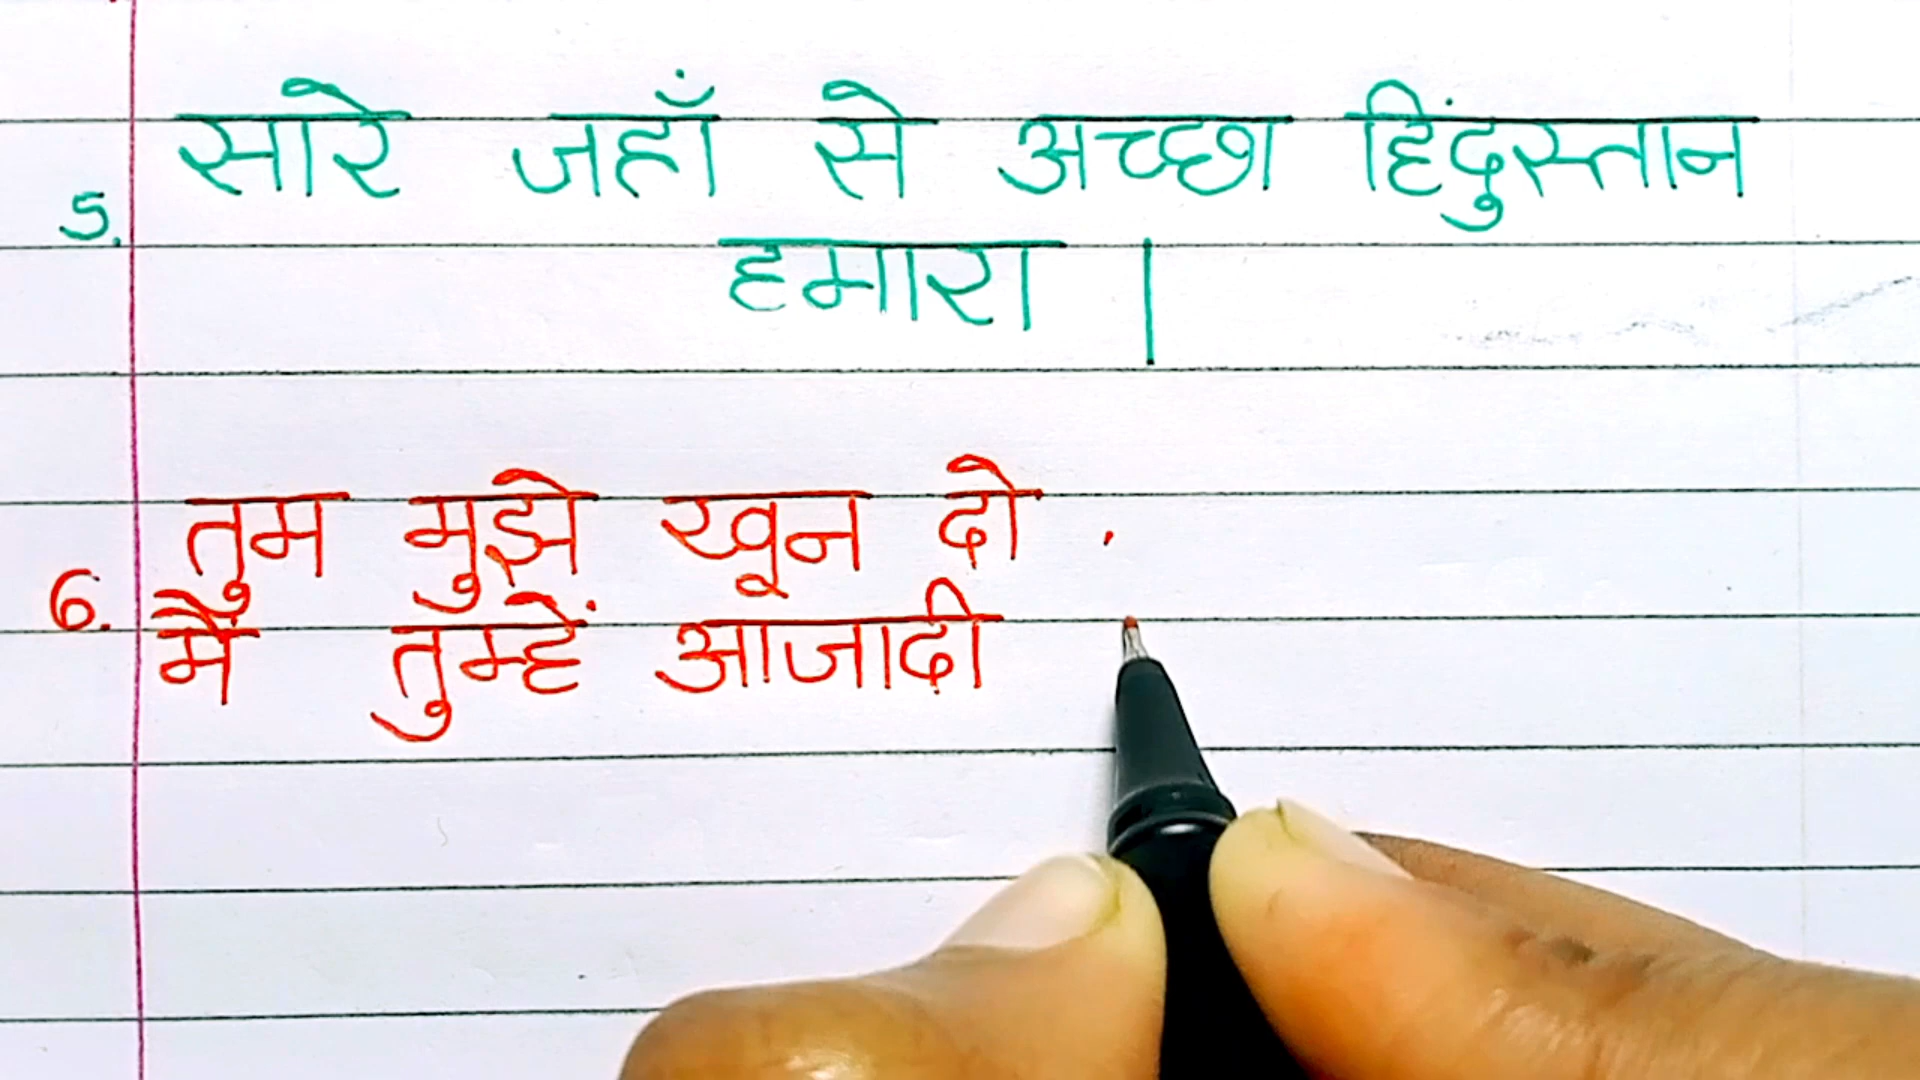 5. सारे जहाँ से अच्छा हिंदुस्तान
हमारा |
6. तुम मुझे खून दो .
मैं तुम्हें आजादी